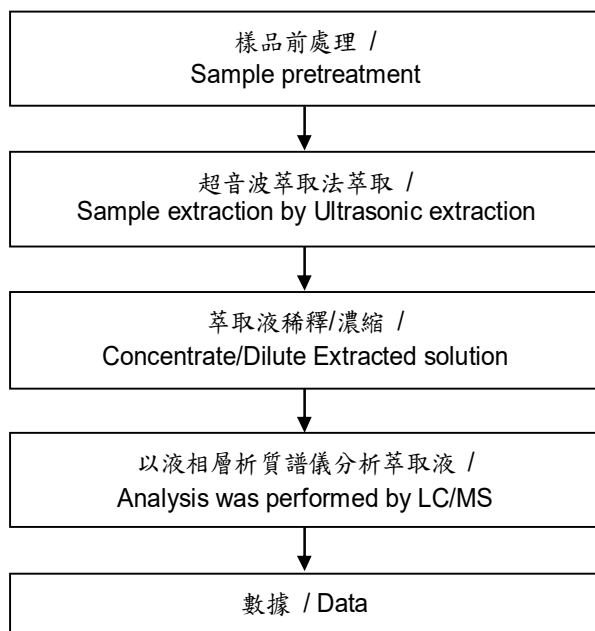 樣品前處理 /
Sample pretreatment
超音波萃取法萃取 /
Sample extraction by Ultrasonic extraction
萃取液稀釋/濃縮 /
Concentrate/Dilute Extracted solution
以液相層析質譜儀分析萃取液 /
Analysis was performed by LC/MS
數據 / Data